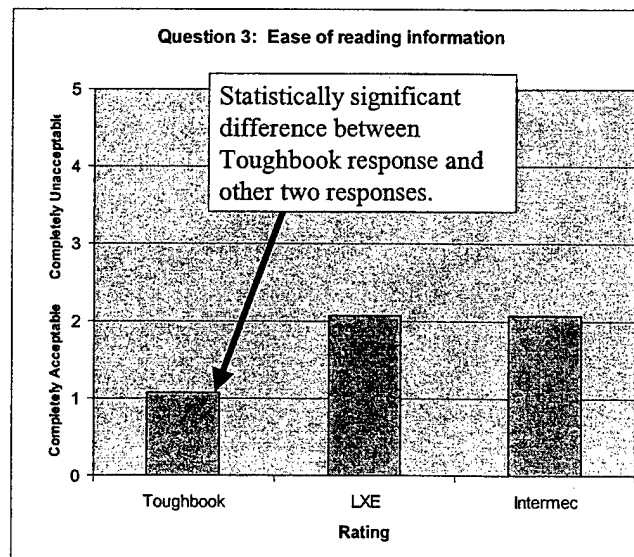 Question 3: Ease of reading information
Statistically significant
difference between
Toughbook response and
other two responses.
Completely Unacceptable
Completely Acceptable
5
4
3
2
1
0
Toughbook LXE Intermec
Rating